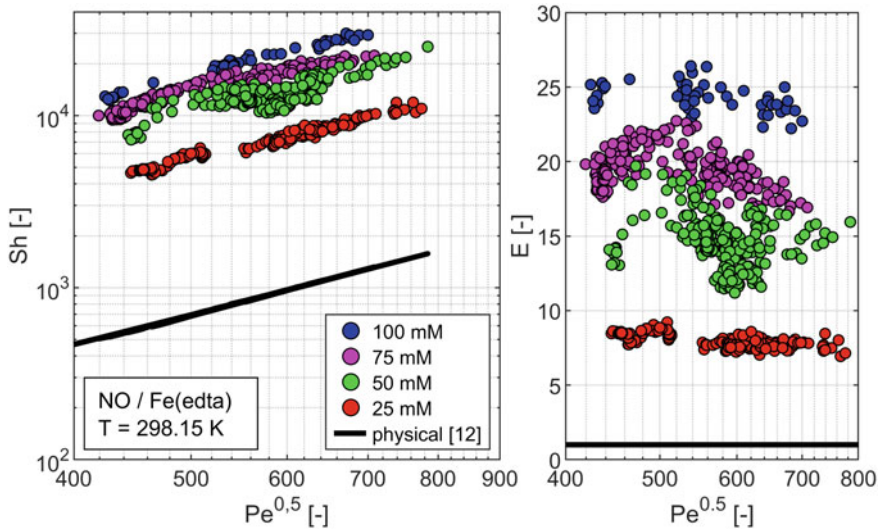 10^4
10^3
10^2
Sh [-]
NO / Fe(edta)
T = 298.15 K
100 mM
75 mM
50 mM
25 mM
physical [12]
400 500 600 700 800 900
Pe^0,5 [-]
30
25
20
15
10
5
0
E [-]
400 500 600 700 800
Pe^0.5 [-]